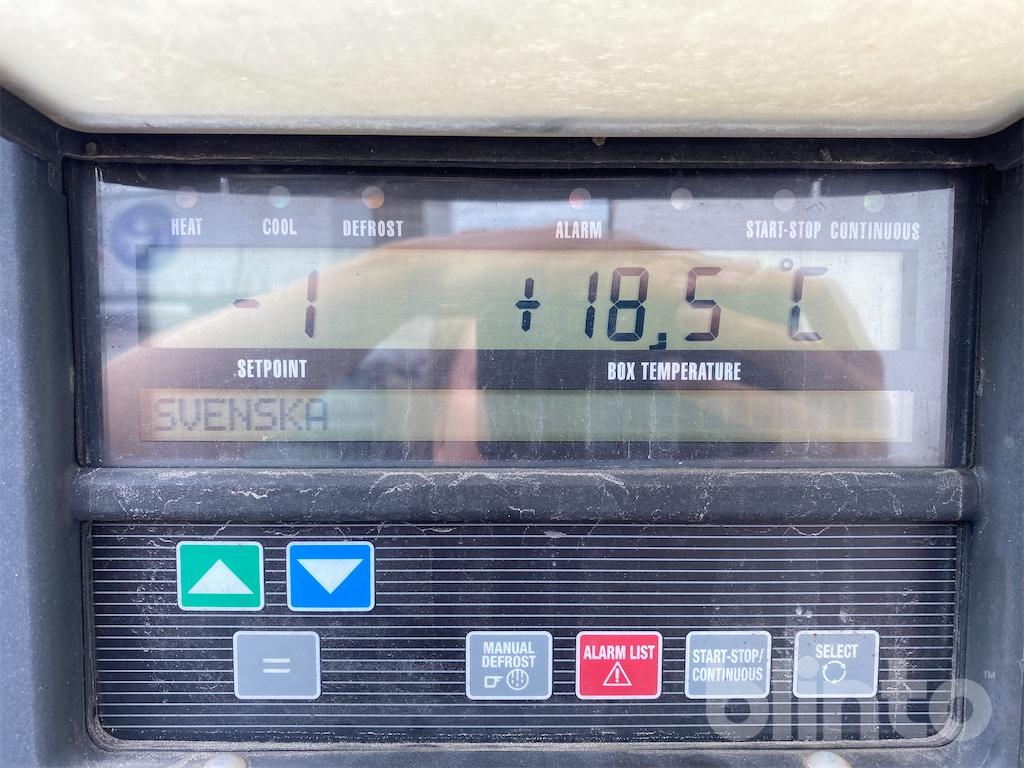 HEAT COOL DEFROST ALARM START-STOP CONTINUOUS
-1 +18,5 °C
SETPOINT BOX TEMPERATURE
SVENSKA
=
MANUAL
DEFROST
ALARM LIST
START-STOP/
CONTINUOUS
SELECT
blinto™